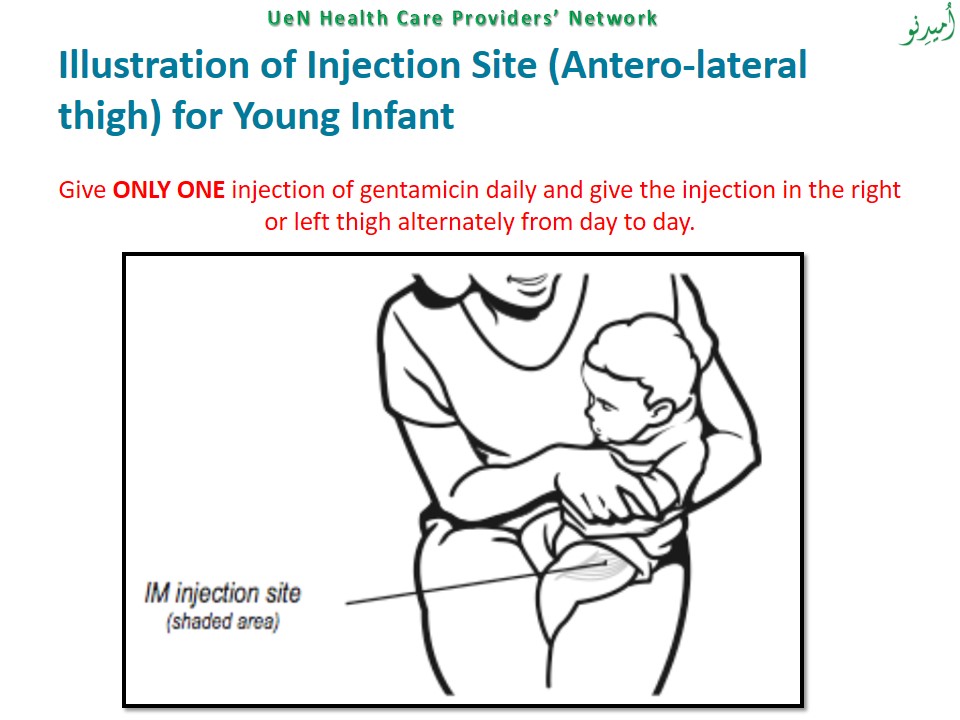 UeN Health Care Providers’ Network
اُمیدِنو
Illustration of Injection Site (Antero-lateral
thigh) for Young Infant
Give ONLY ONE injection of gentamicin daily and give the injection in the right
or left thigh alternately from day to day.
IM injection site
(shaded area)